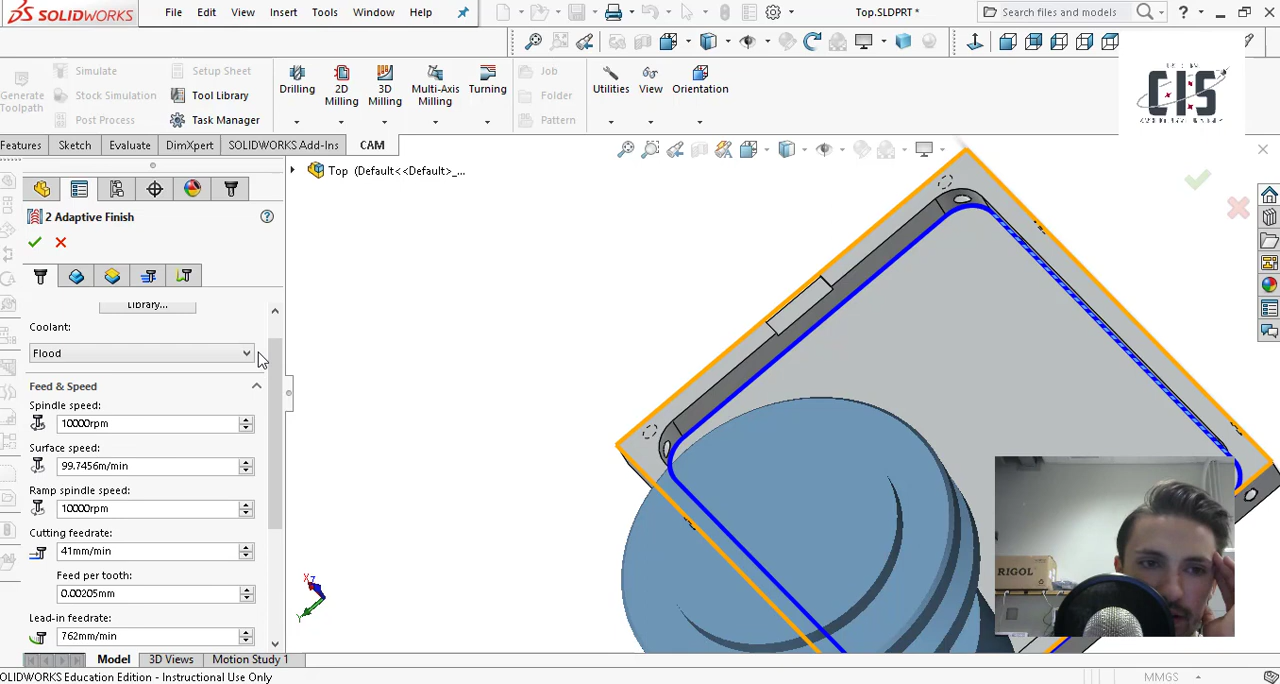 SOLIDWORKS File Edit View Insert Tools Window Help Top.SLDPRT * Search files and models ?
Generate Toolpath Simulate Stock Simulation Post Process Setup Sheet Tool Library Task Manager Drilling 2D Milling 3D Milling Multi-Axis Milling Turning Job Folder Pattern Utilities View Orientation
CIS
Features Sketch Evaluate DimXpert SOLIDWORKS Add-Ins CAM
Top (Default<<Default>_...
2 Adaptive Finish ?
Library...
Coolant:
Flood
Feed & Speed
Spindle speed:
10000rpm
Surface speed:
99.7456m/min
Ramp spindle speed:
10000rpm
Cutting feedrate:
41mm/min
Feed per tooth:
0.00205mm
Lead-in feedrate:
762mm/min
X Z
Y
RIGOL
Model 3D Views Motion Study 1
SOLIDWORKS Education Edition - Instructional Use Only MMGS